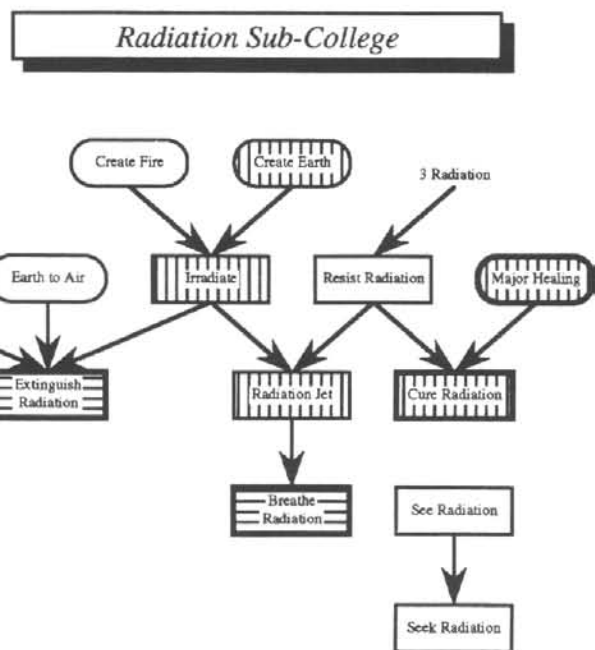 Radiation Sub-College
Create Fire
Create Earth
3 Radiation
Earth to Air
Irradiate
Resist Radiation
Major Healing
Extinguish
Radiation
Radiation Jet
Cure Radiation
Breathe
Radiation
See Radiation
Seek Radiation